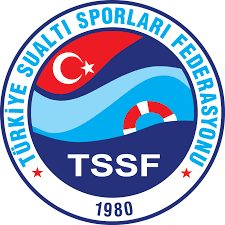 TÜRKİYE SUALTI SPORLARI FEDERASYONU
TSSF
1980